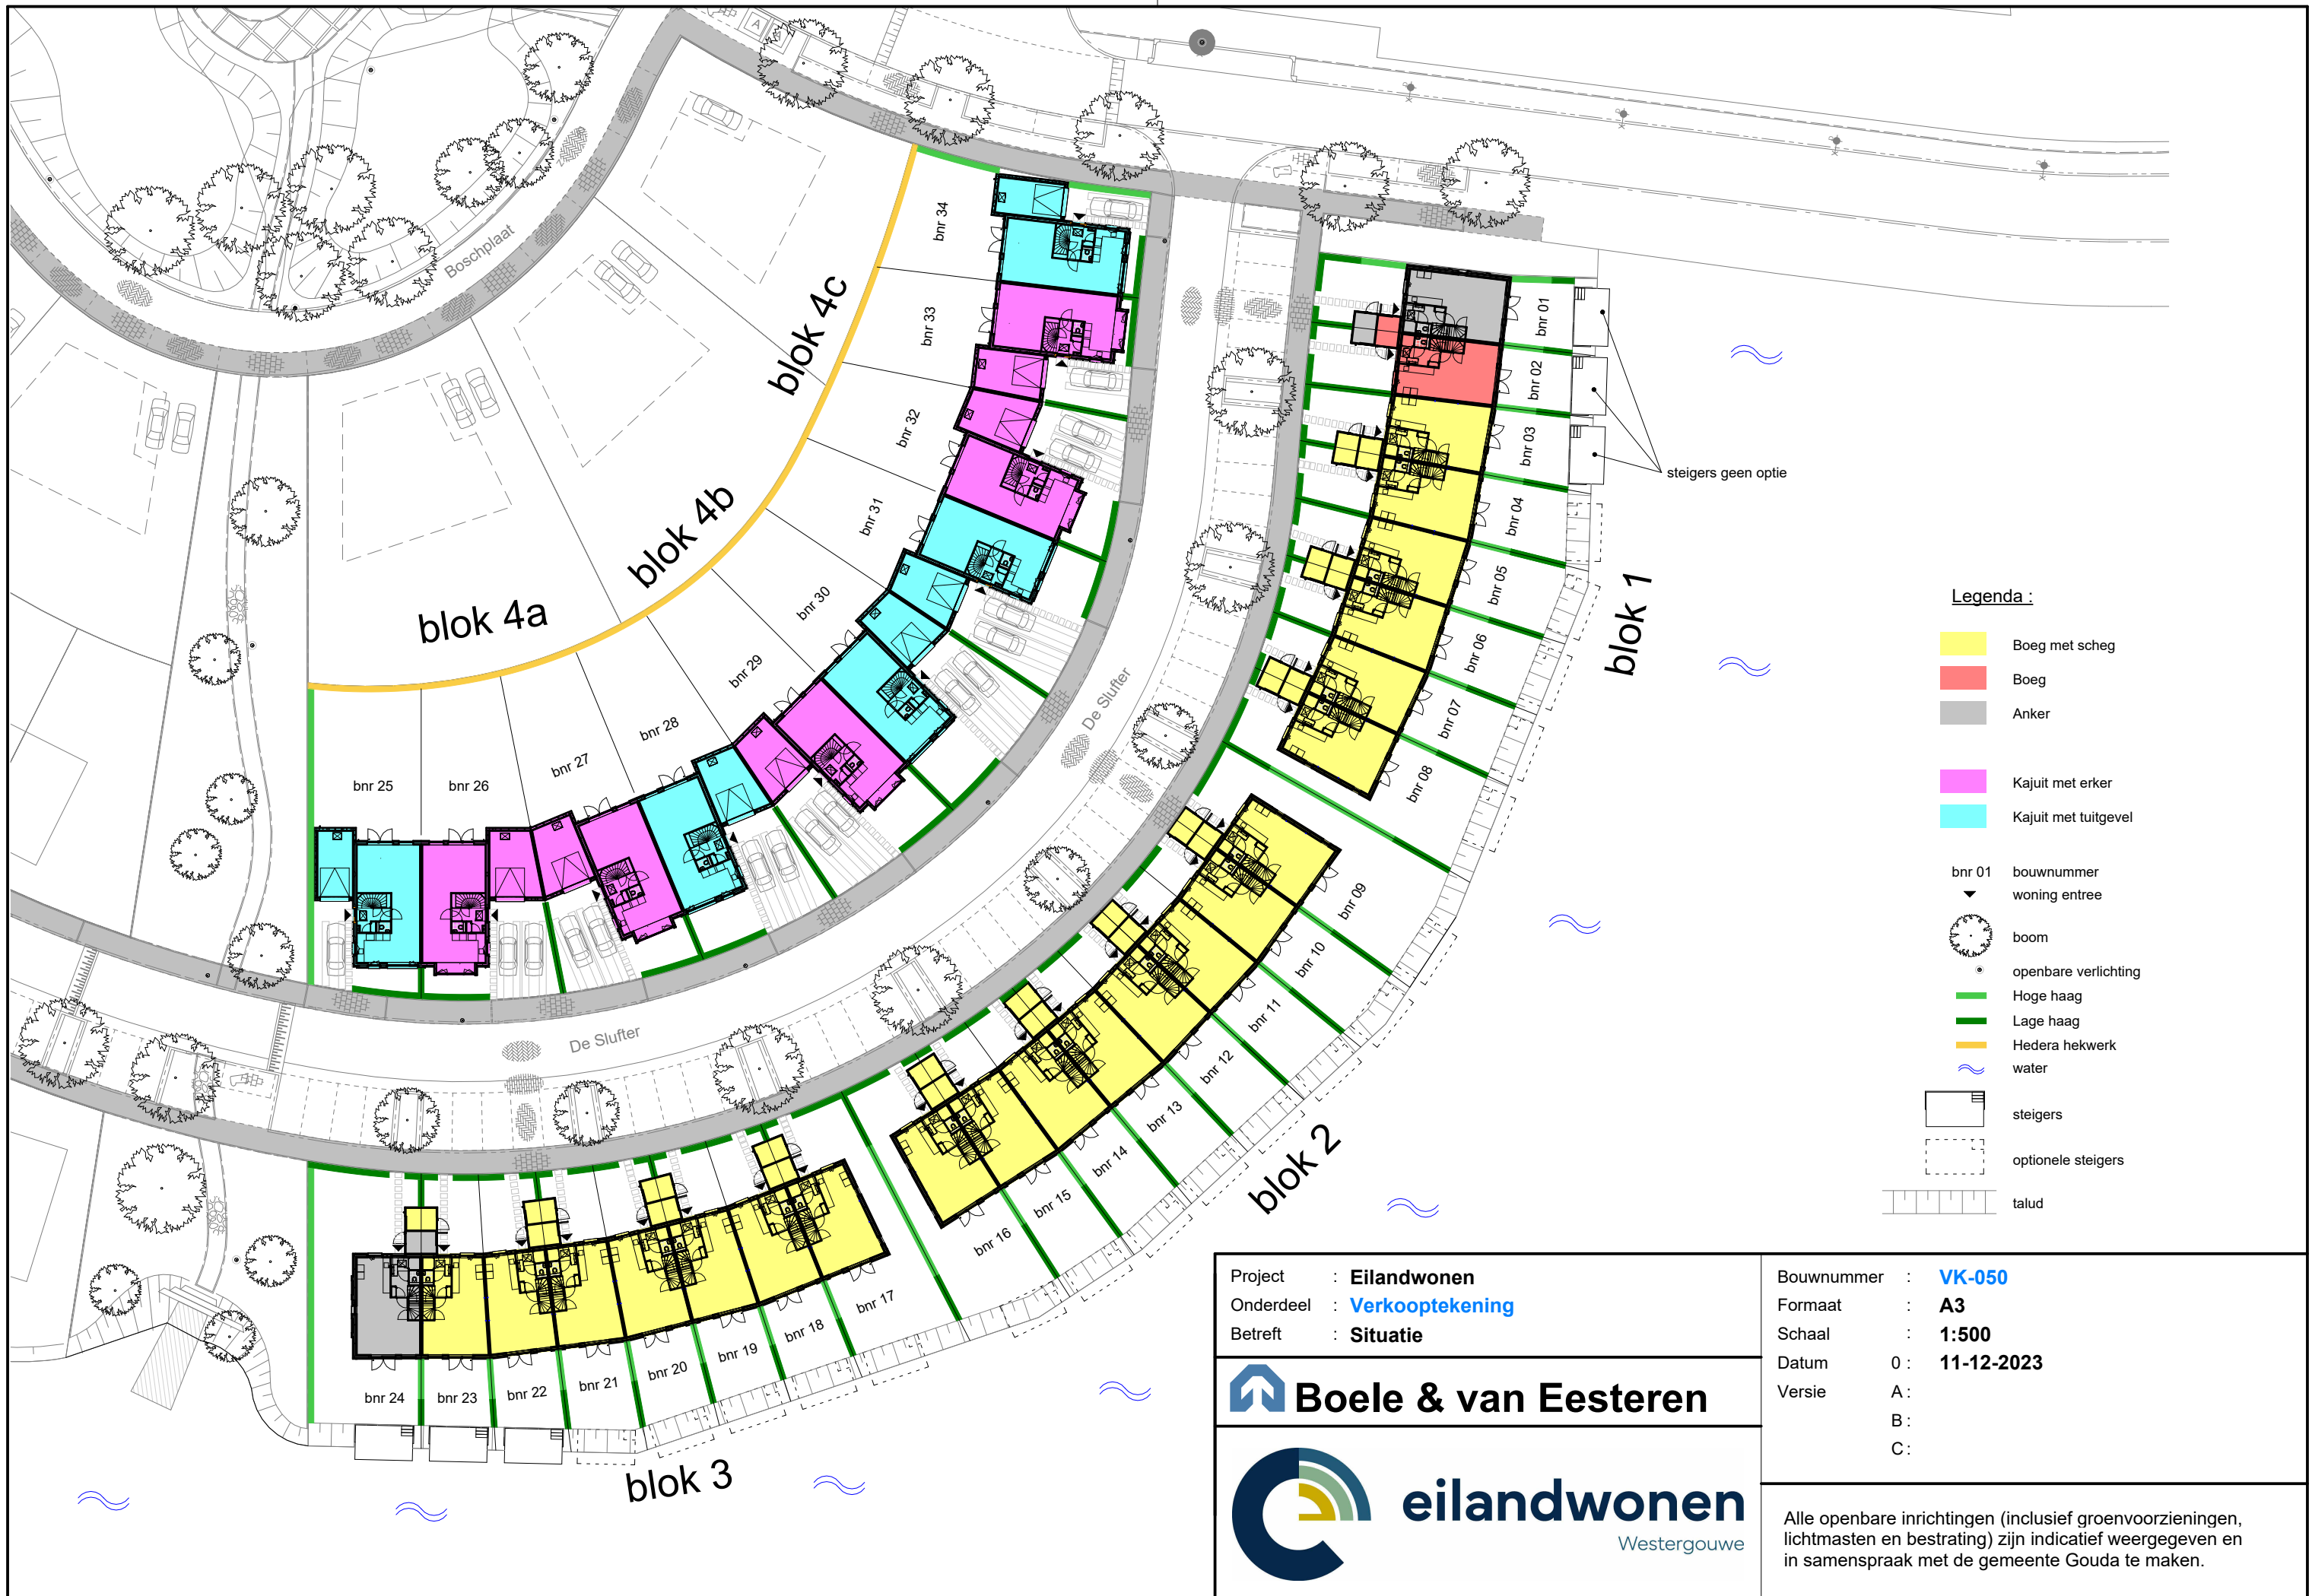 A
Boschplaat
bnr 34
blok 4c
bnr 33
bnr 32
bnr 31
blok 4b
bnr 30
blok 4a
bnr 29
bnr 28
bnr 27
bnr 26
bnr 25
De Slufter
De Slufter
bnr 01
bnr 02
bnr 03
bnr 04
bnr 05
bnr 06
bnr 07
bnr 08
blok 1
steigers geen optie
bnr 09
bnr 10
bnr 11
bnr 12
bnr 13
bnr 14
bnr 15
bnr 16
blok 2
bnr 17
bnr 18
bnr 19
bnr 20
bnr 21
bnr 22
bnr 23
bnr 24
blok 3
Legenda :
Boeg met scheg
Boeg
Anker
Kajuit met erker
Kajuit met tuitgevel
bnr 01 bouwnummer
woning entree
boom
openbare verlichting
Hoge haag
Lage haag
Hedera hekwerk
water
steigers
optionele steigers
talud
Project : Eilandwonen
Onderdeel : Verkooptekening
Betreft : Situatie
Boele & van Eesteren
eilandwonen
Westergouwe
Bouwnummer : VK-050
Formaat : A3
Schaal : 1:500
Datum 0 : 11-12-2023
Versie A :
B :
C :
Alle openbare inrichtingen (inclusief groenvoorzieningen,
lichtmasten en bestrating) zijn indicatief weergegeven en
in samenspraak met de gemeente Gouda te maken.